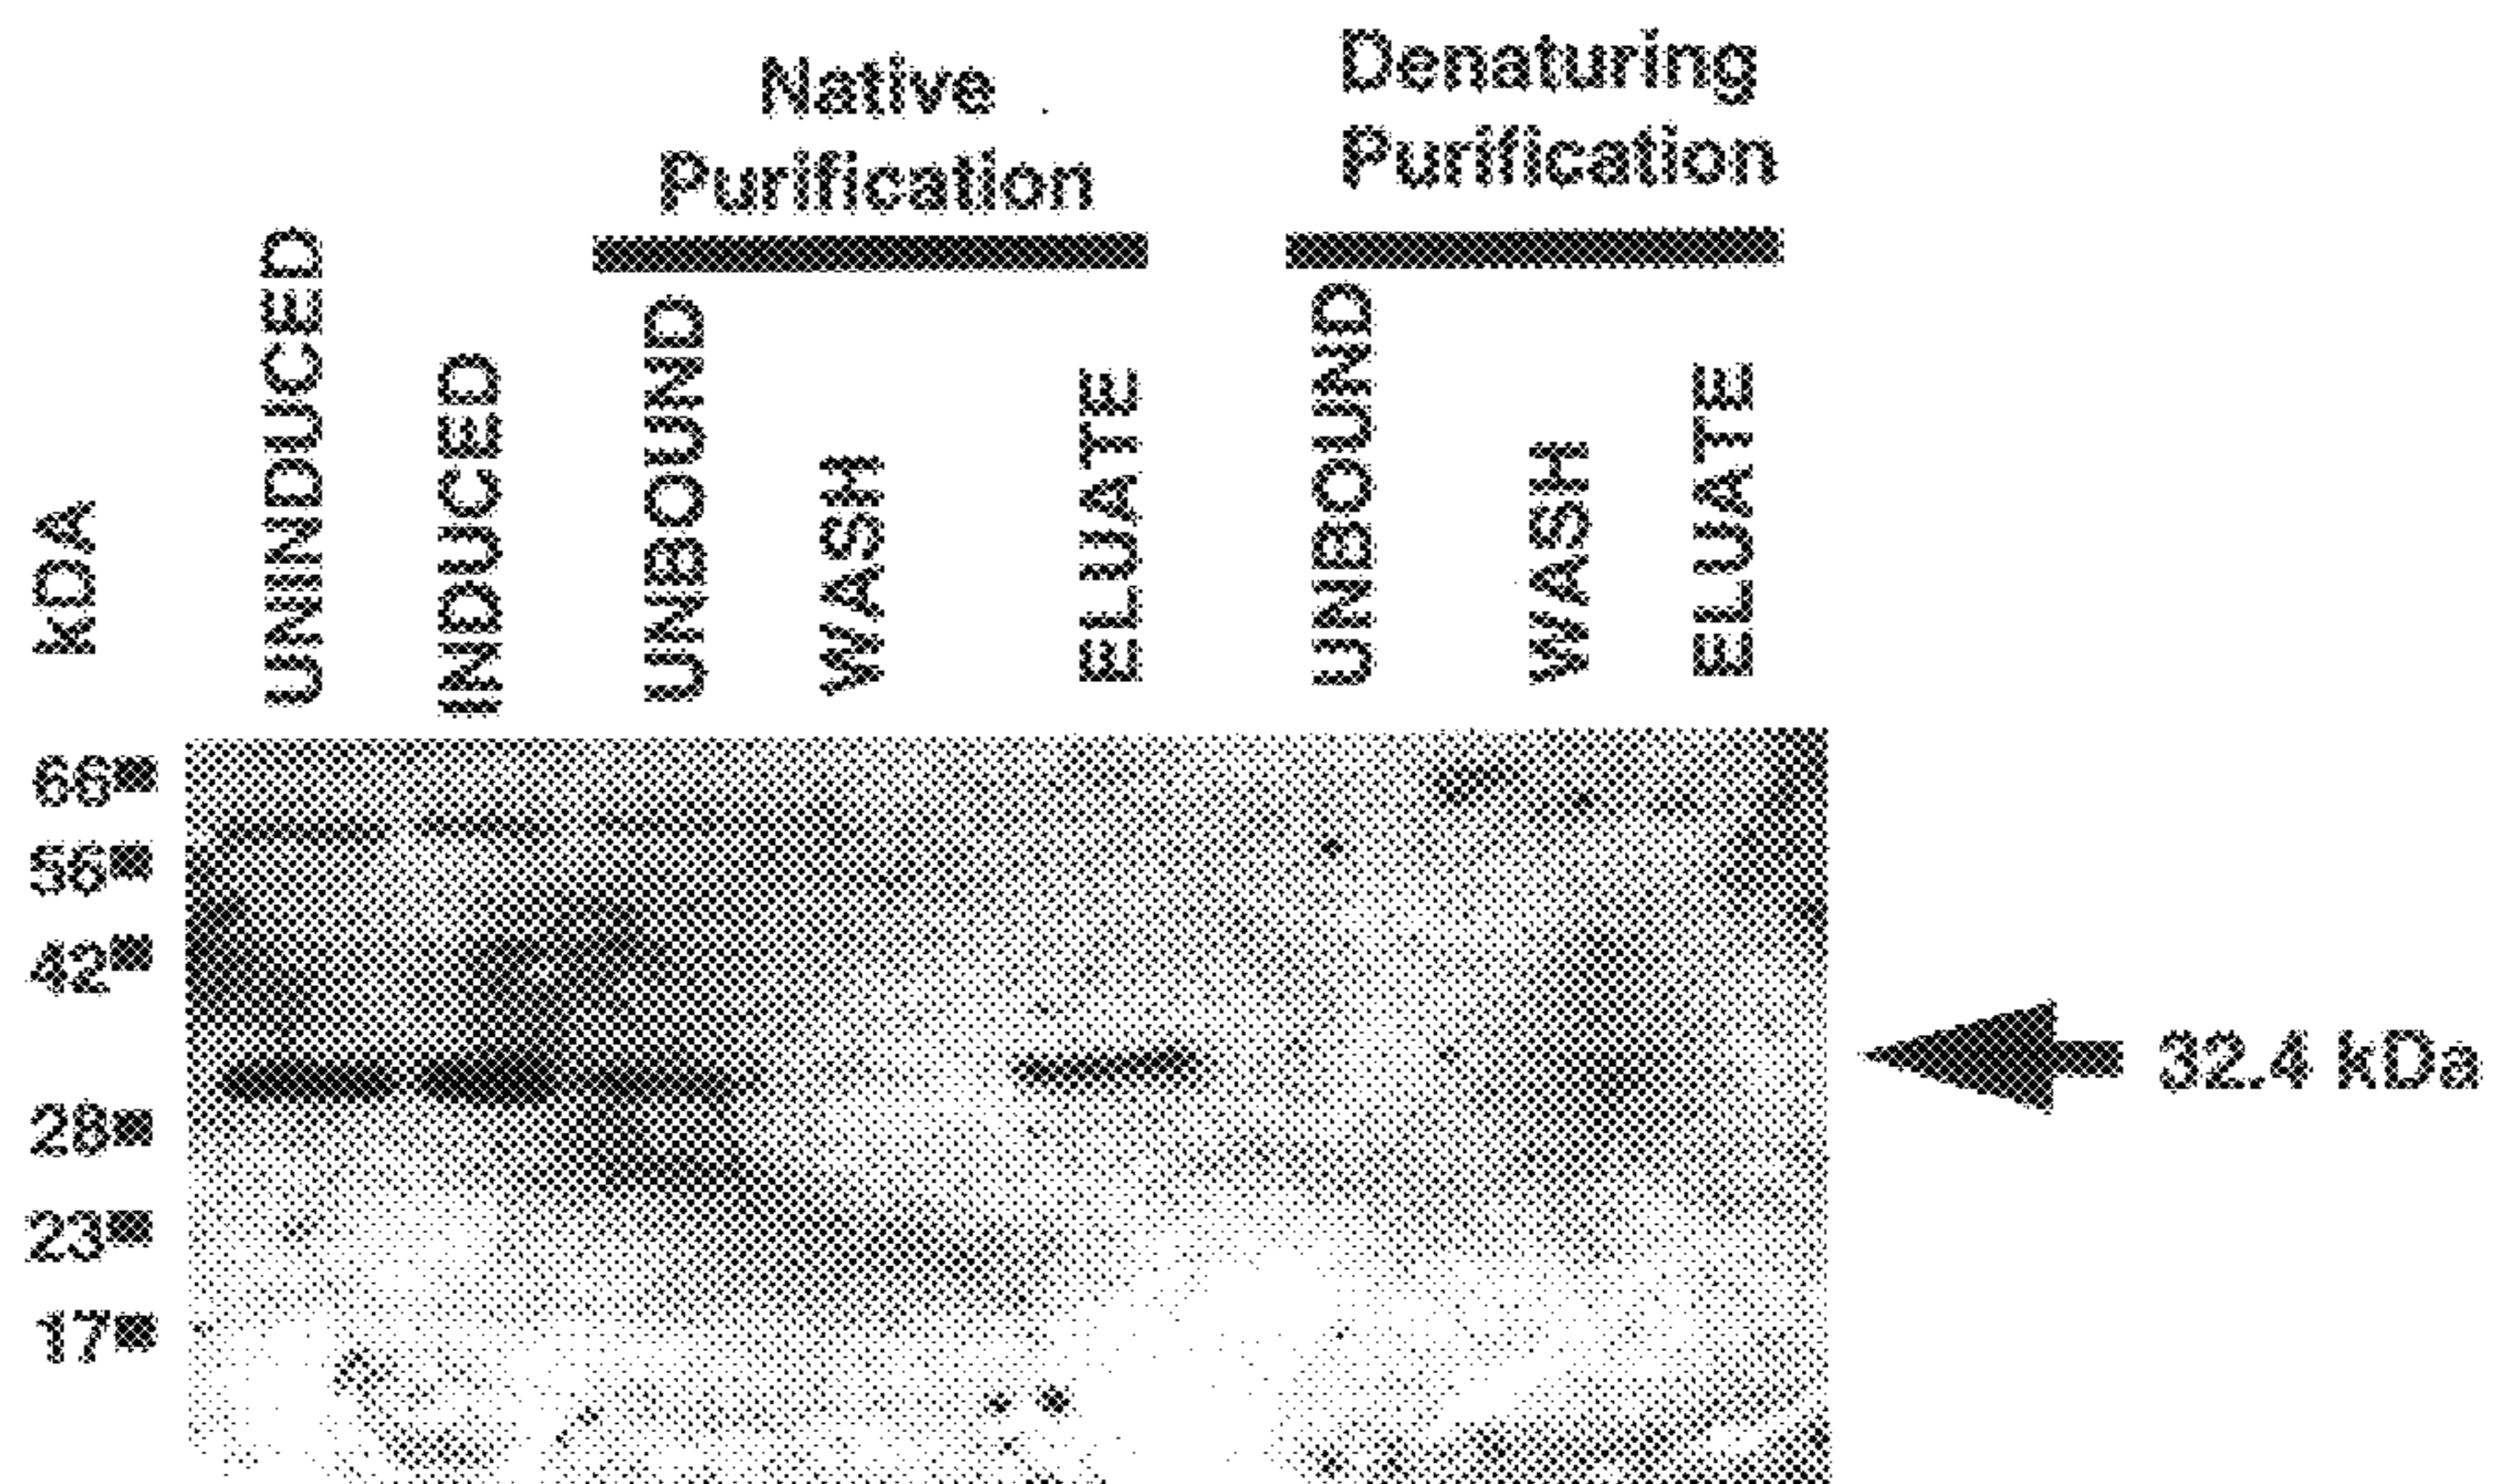 Native
Purification
Denaturing
Purification
kDA
UNINDUCED
INDUCED
UNBOUND
WASH
ELUATE
UNBOUND
WASH
ELUATE
66
56
42
28
23
17
32.4 kDa